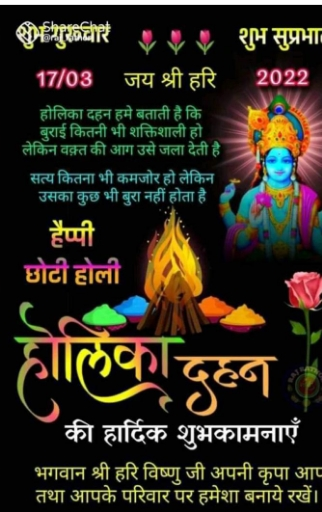 शुभ गुरूवार
ShareChat
शुभ सुप्रभात
17/03
जय श्री हरि
2022
होलिका दहन हमे बताती है कि
बुराई कितनी भी शक्तिशाली हो
लेकिन वक़्त की आग उसे जला देती है
सत्य कितना भी कमजोर हो लेकिन
उसका कुछ भी बुरा नहीं होता है
हैप्पी
छोटी होली
होलिका दहन
की हार्दिक शुभकामनाएँ
भगवान श्री हरि विष्णु जी अपनी कृपा आप
तथा आपके परिवार पर हमेशा बनाये रखें।